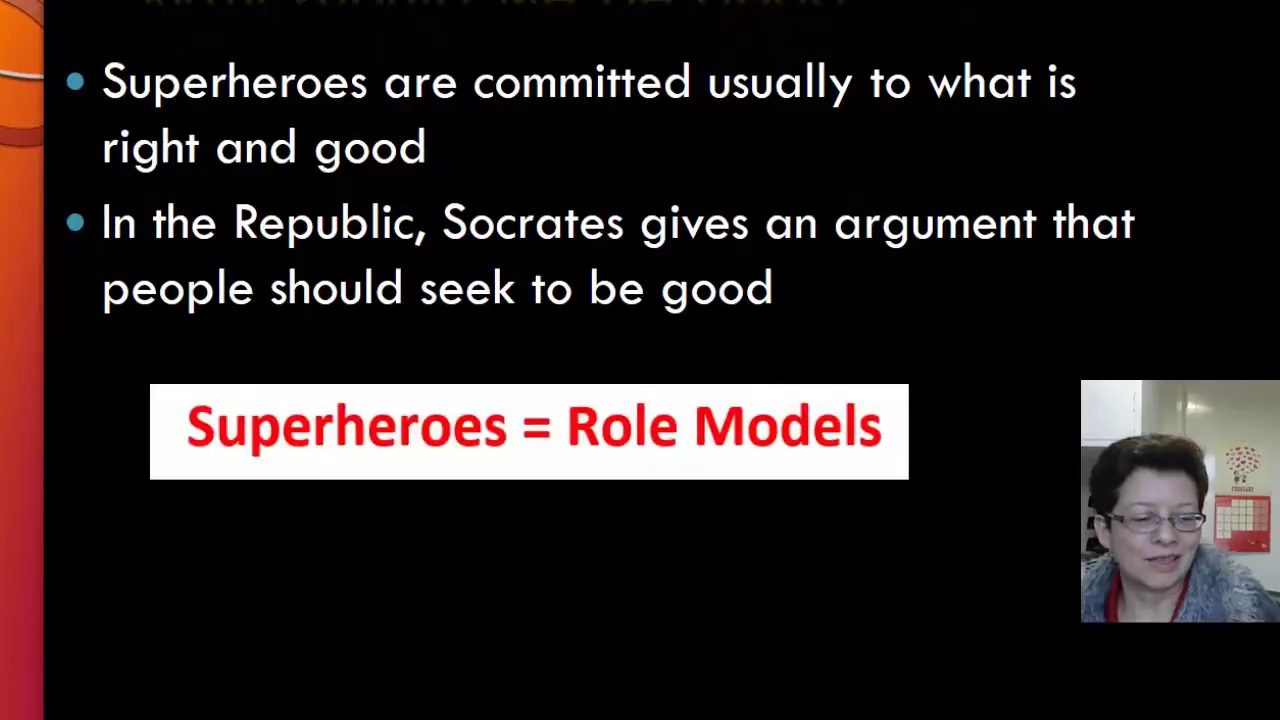 Superheroes are committed usually to what is
right and good
In the Republic, Socrates gives an argument that
people should seek to be good
Superheroes = Role Models
FEBRUARY